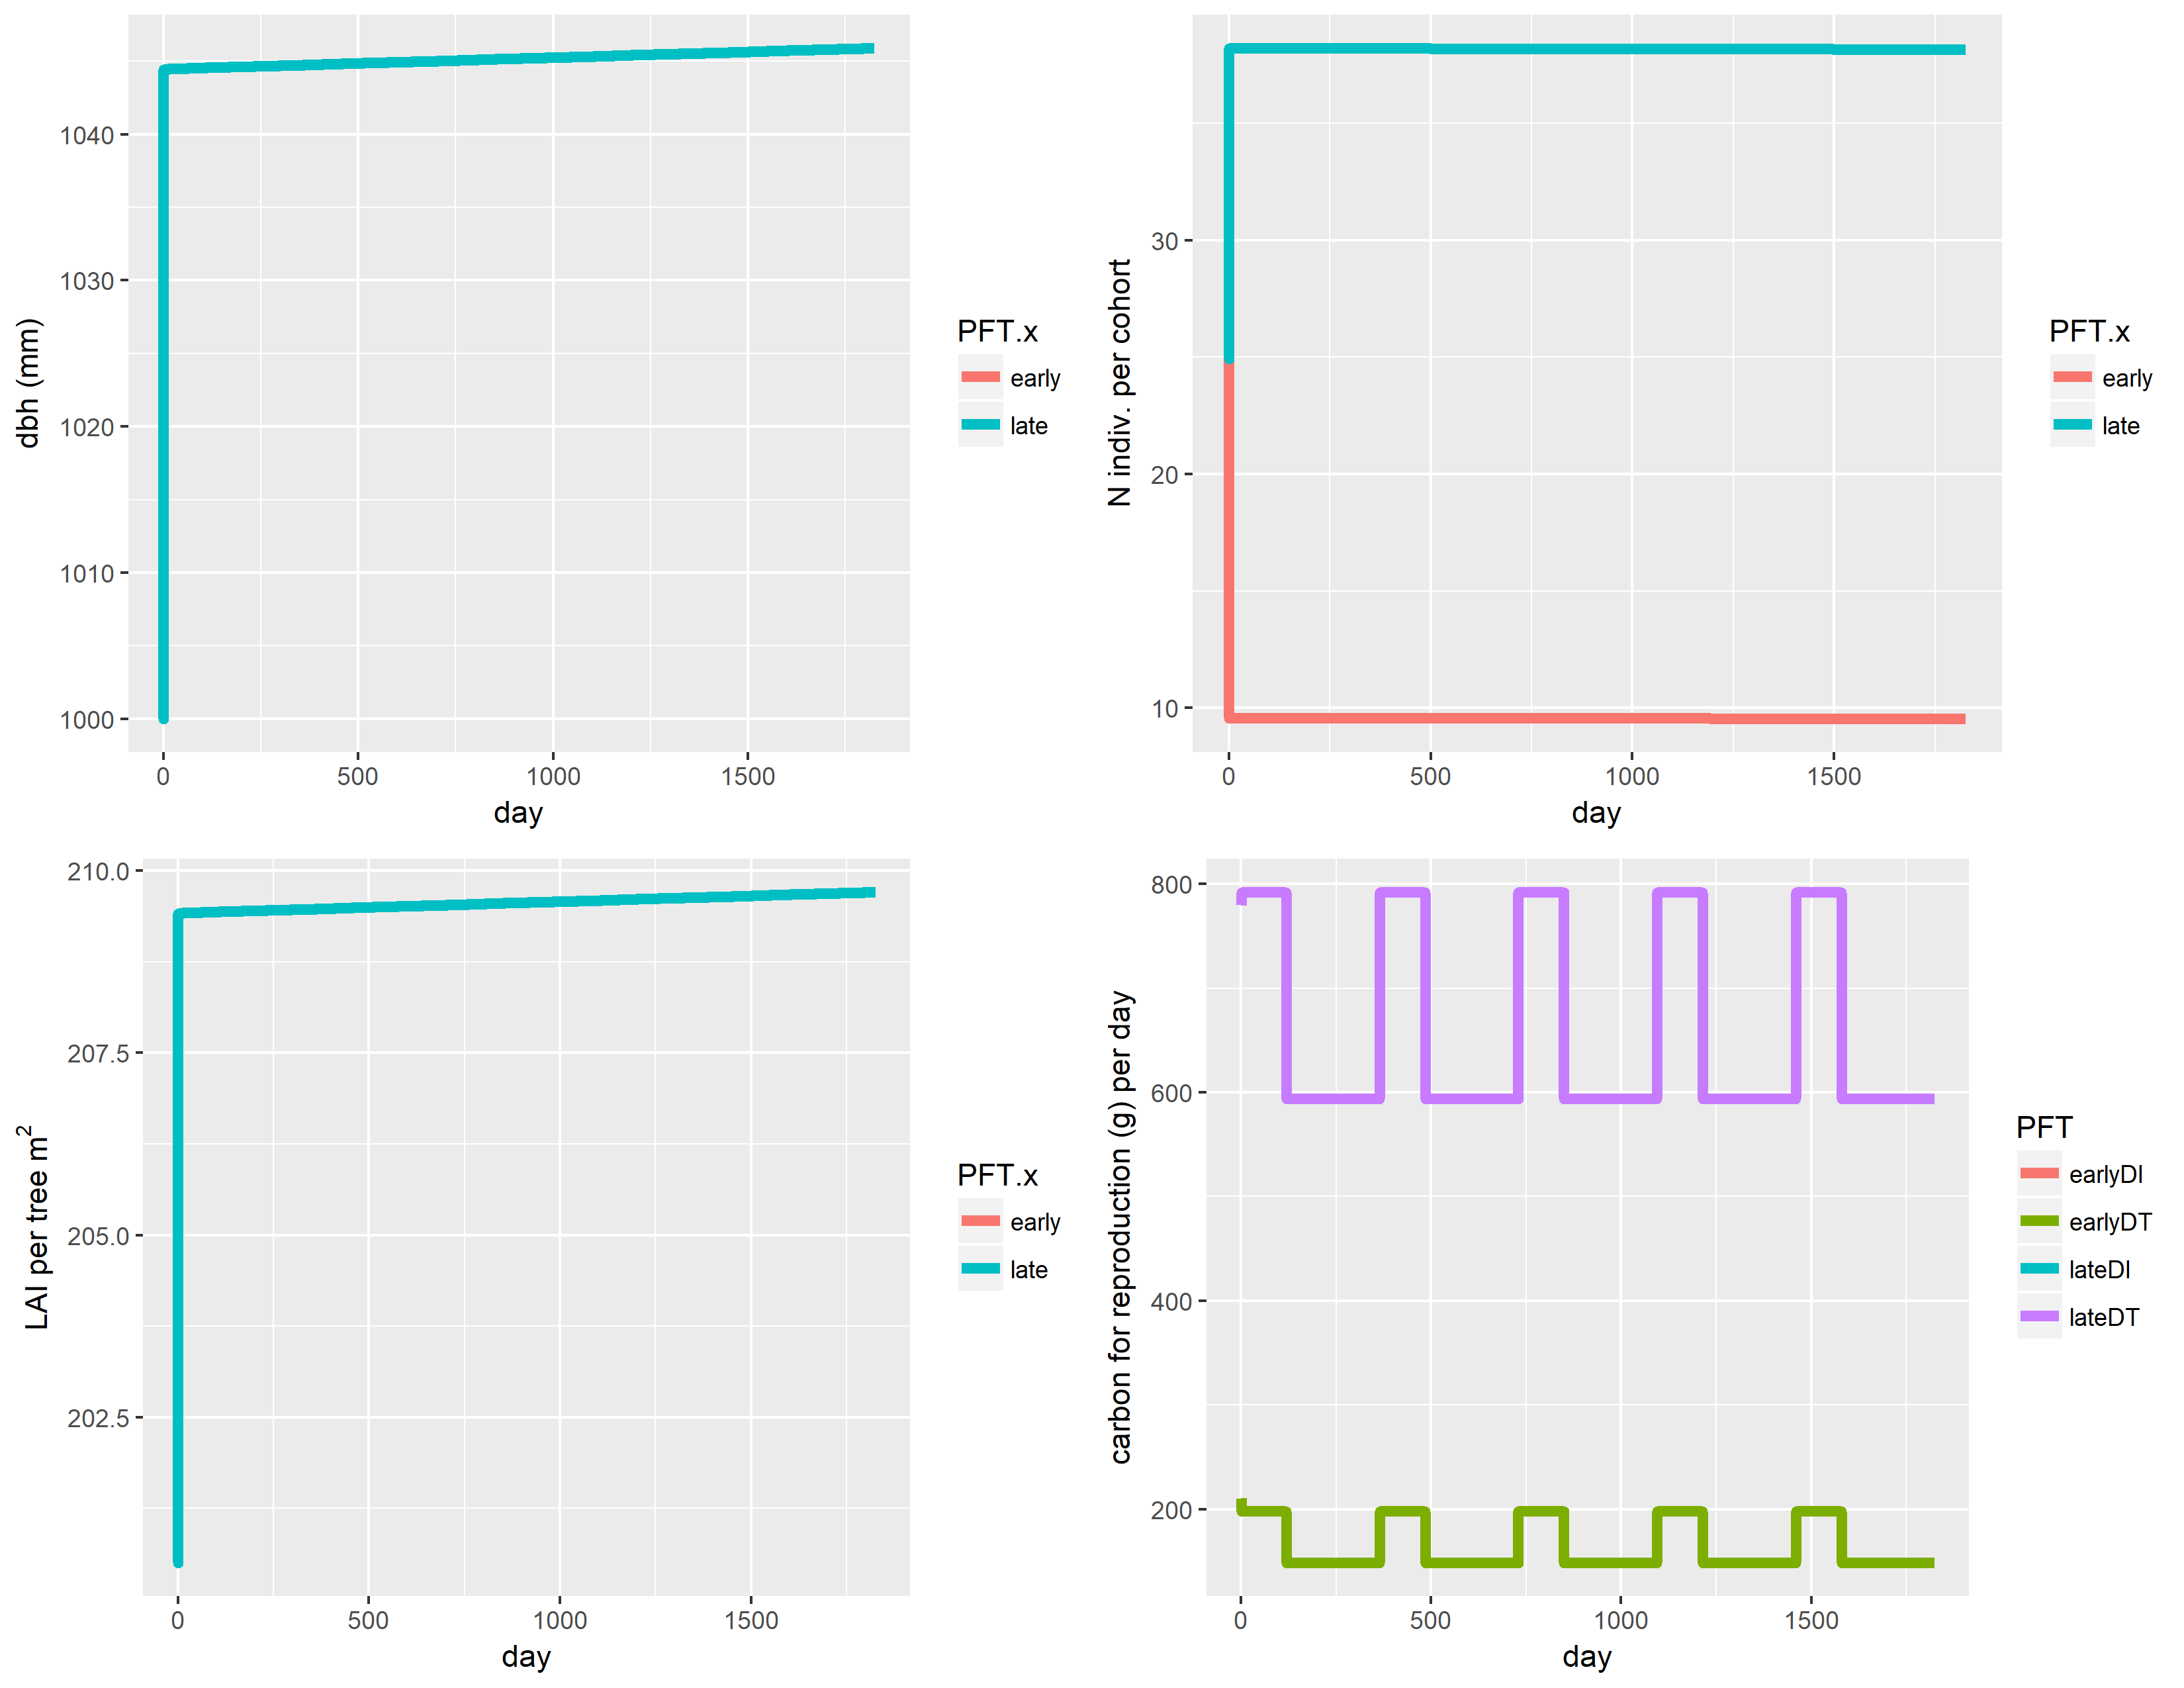 dbh (mm)
1040
1030
1020
1010
1000
0 500 1000 1500
day
PFT.x
early
late
N indiv. per cohort
30
20
10
0 500 1000 1500
day
PFT.x
early
late
LAI per tree m²
210.0
207.5
205.0
202.5
0 500 1000 1500
day
PFT.x
early
late
carbon for reproduction (g) per day
800
600
400
200
0 500 1000 1500
day
PFT
earlyDI
earlyDT
lateDI
lateDT